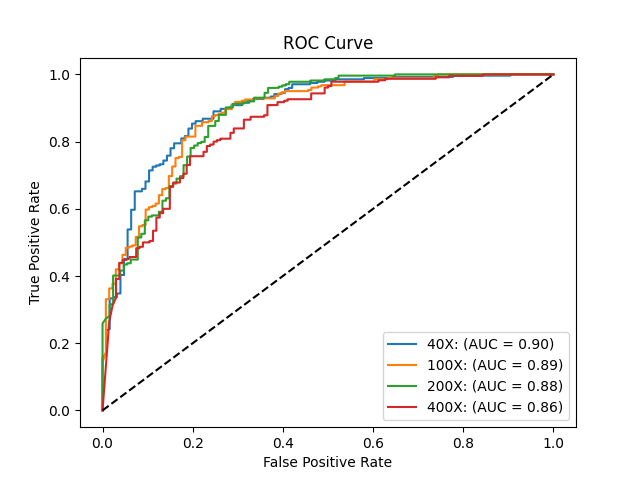 ROC Curve
True Positive Rate
1.0
0.8
0.6
0.4
0.2
0.0
0.0 0.2 0.4 0.6 0.8 1.0
False Positive Rate
40X: (AUC = 0.90)
100X: (AUC = 0.89)
200X: (AUC = 0.88)
400X: (AUC = 0.86)